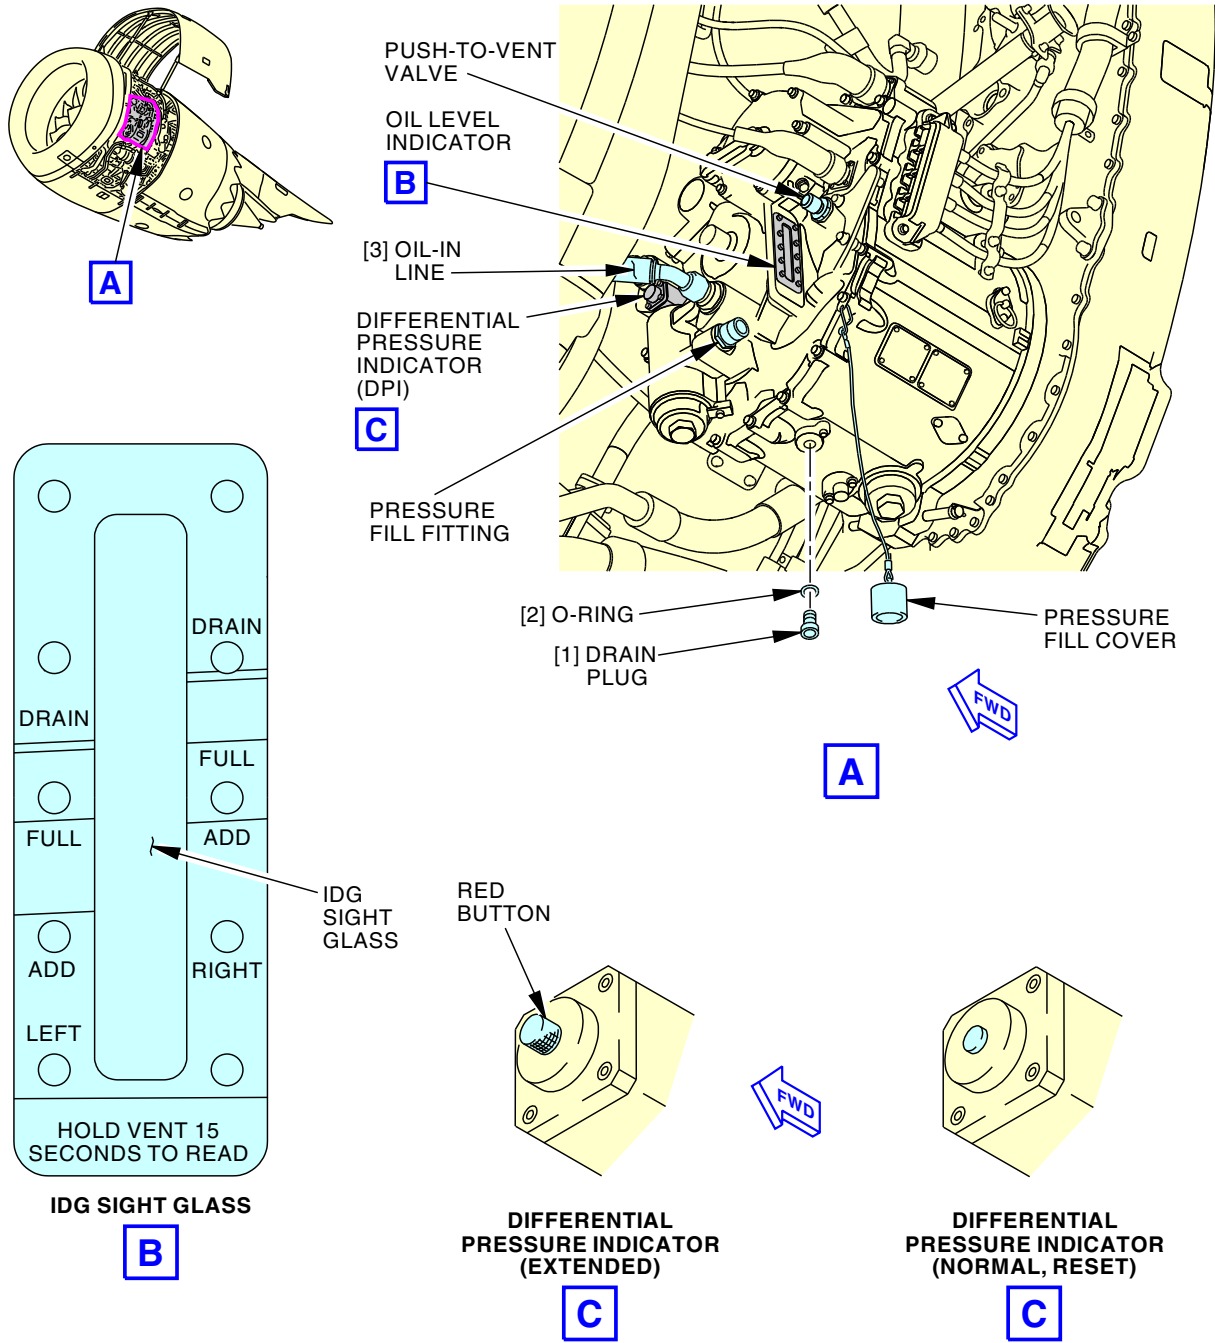 PUSH-TO-VENT
VALVE
OIL LEVEL
INDICATOR
B
[3] OIL-IN
LINE
DIFFERENTIAL
PRESSURE
INDICATOR
(DPI)
C
PRESSURE
FILL FITTING
A
[2] O-RING
[1] DRAIN
PLUG
PRESSURE
FILL COVER
FWD
A
DRAIN
DRAIN
FULL
FULL
ADD
ADD
RIGHT
LEFT
HOLD VENT 15
SECONDS TO READ
IDG
SIGHT
GLASS
IDG SIGHT GLASS
B
RED
BUTTON
FWD
DIFFERENTIAL
PRESSURE INDICATOR
(EXTENDED)
C
DIFFERENTIAL
PRESSURE INDICATOR
(NORMAL, RESET)
C